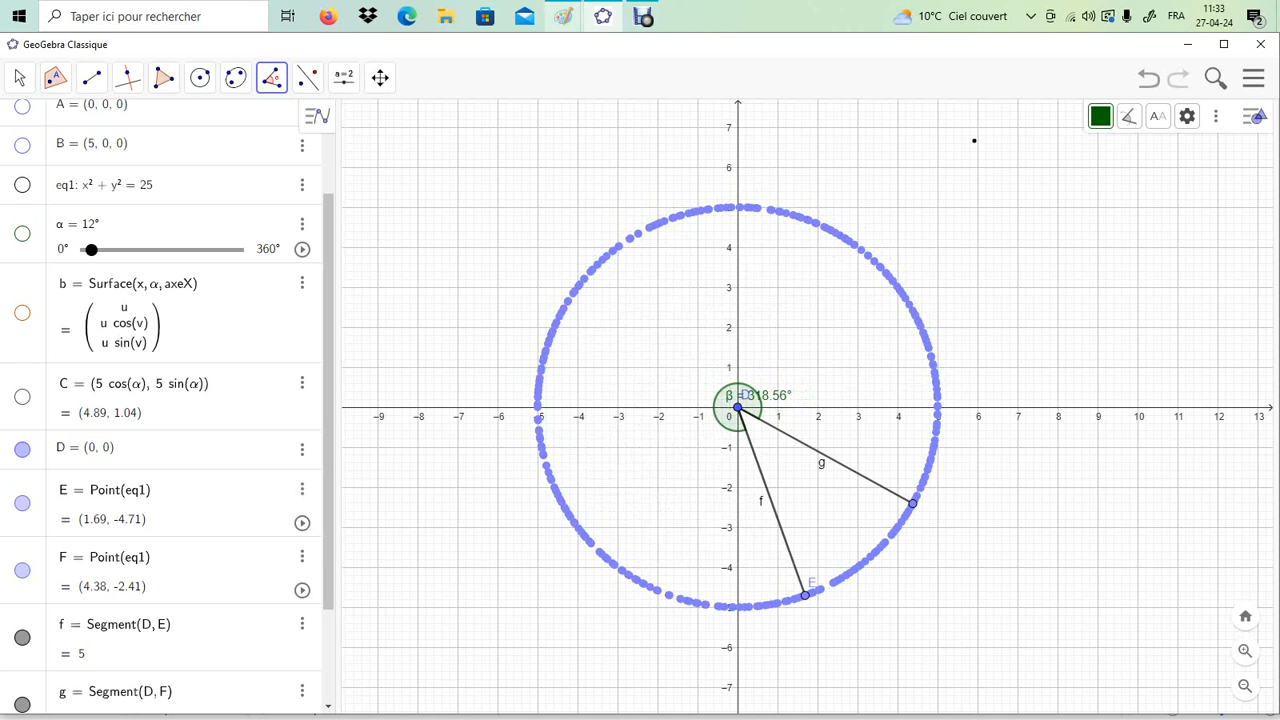 Taper ici pour rechercher
10°C Ciel couvert
FRA
11:33
27-04-24
2
GeoGebra Classique
A
a=2
A = (0, 0, 0)
B = (5, 0, 0)
eq1: x² + y² = 25
α = 12°
0°
360°
b = Surface(x, α, axeX)
= ( u
u cos(v)
u sin(v) )
C = (5 cos(α), 5 sin(α))
= (4.89, 1.04)
D = (0, 0)
E = Point(eq1)
= (1.69, -4.71)
F = Point(eq1)
= (4.38, -2.41)
f = Segment(D, E)
= 5
g = Segment(D, F)
AA
7
6
5
4
3
2
1
β = 318.56°
D
−9 −8 −7 −6 −5 −4 −3 −2 −1 0 1 2 3 4 5 6 7 8 9 10 11 12 13
−1
g
−2
f
−3
−4
E
−6
−7